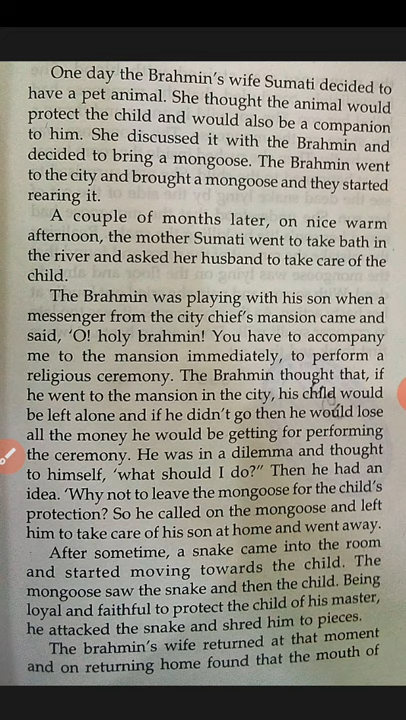 One day the Brahmin's wife Sumati decided to
have a pet animal. She thought the animal would
protect the child and would also be a companion
to him. She discussed it with the Brahmin and
decided to bring a mongoose. The Brahmin went
to the city and brought a mongoose and they started
rearing it.
A couple of months later, on nice warm
afternoon, the mother Sumati went to take bath in
the river and asked her husband to take care of the
child.
The Brahmin was playing with his son when a
messenger from the city chief's mansion came and
said, 'O! holy brahmin! You have to accompany
me to the mansion immediately, to perform a
religious ceremony. The Brahmin thought that, if
he went to the mansion in the city, his child would
be left alone and if he didn't go then he would lose
all the money he would be getting for performing
the ceremony. He was in a dilemma and thought
to himself, 'what should I do?" Then he had an
idea. 'Why not to leave the mongoose for the child's
protection? So he called on the mongoose and left
him to take care of his son at home and went away.
After sometime, a snake came into the room
and started moving towards the child. The
mongoose saw the snake and then the child. Being
loyal and faithful to protect the child of his master,
he attacked the snake and shred him to pieces.
The brahmin's wife returned at that moment
and on returning home found that the mouth of